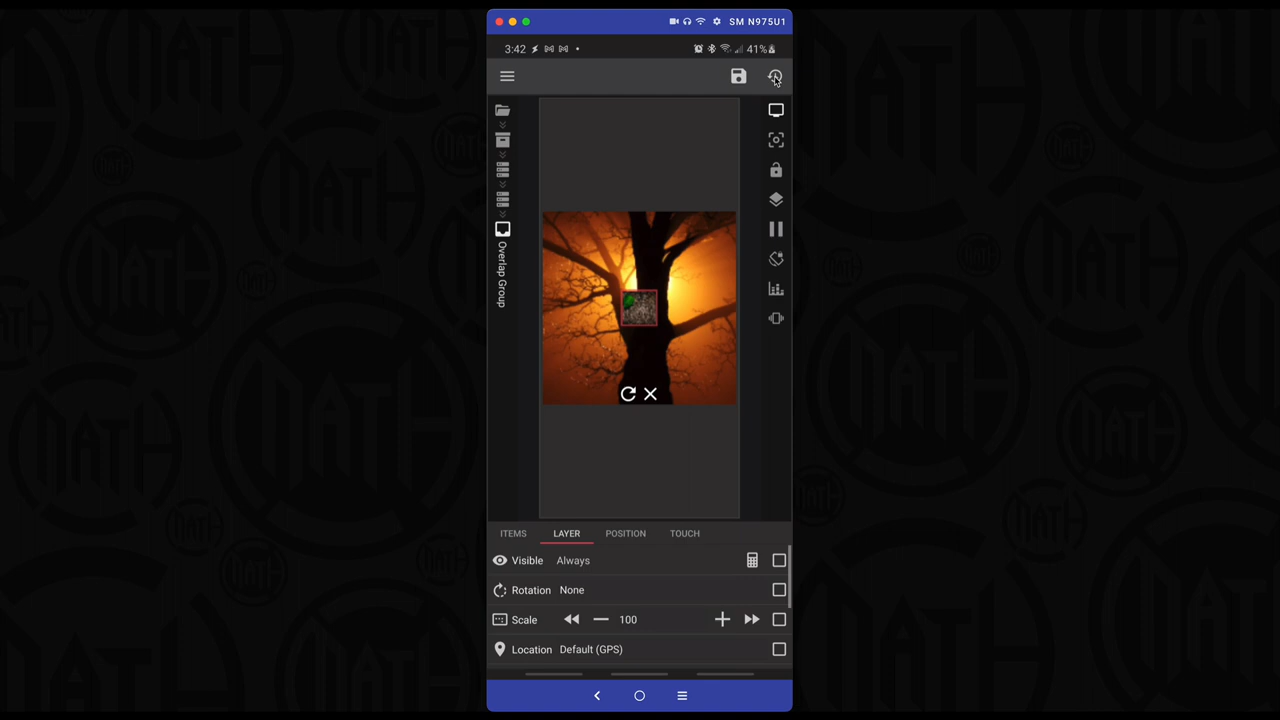 SM N975U1
3:42
41%
Overlap Group
ITEMS LAYER POSITION TOUCH
Visible Always
Rotation None
Scale 100
Location Default (GPS)